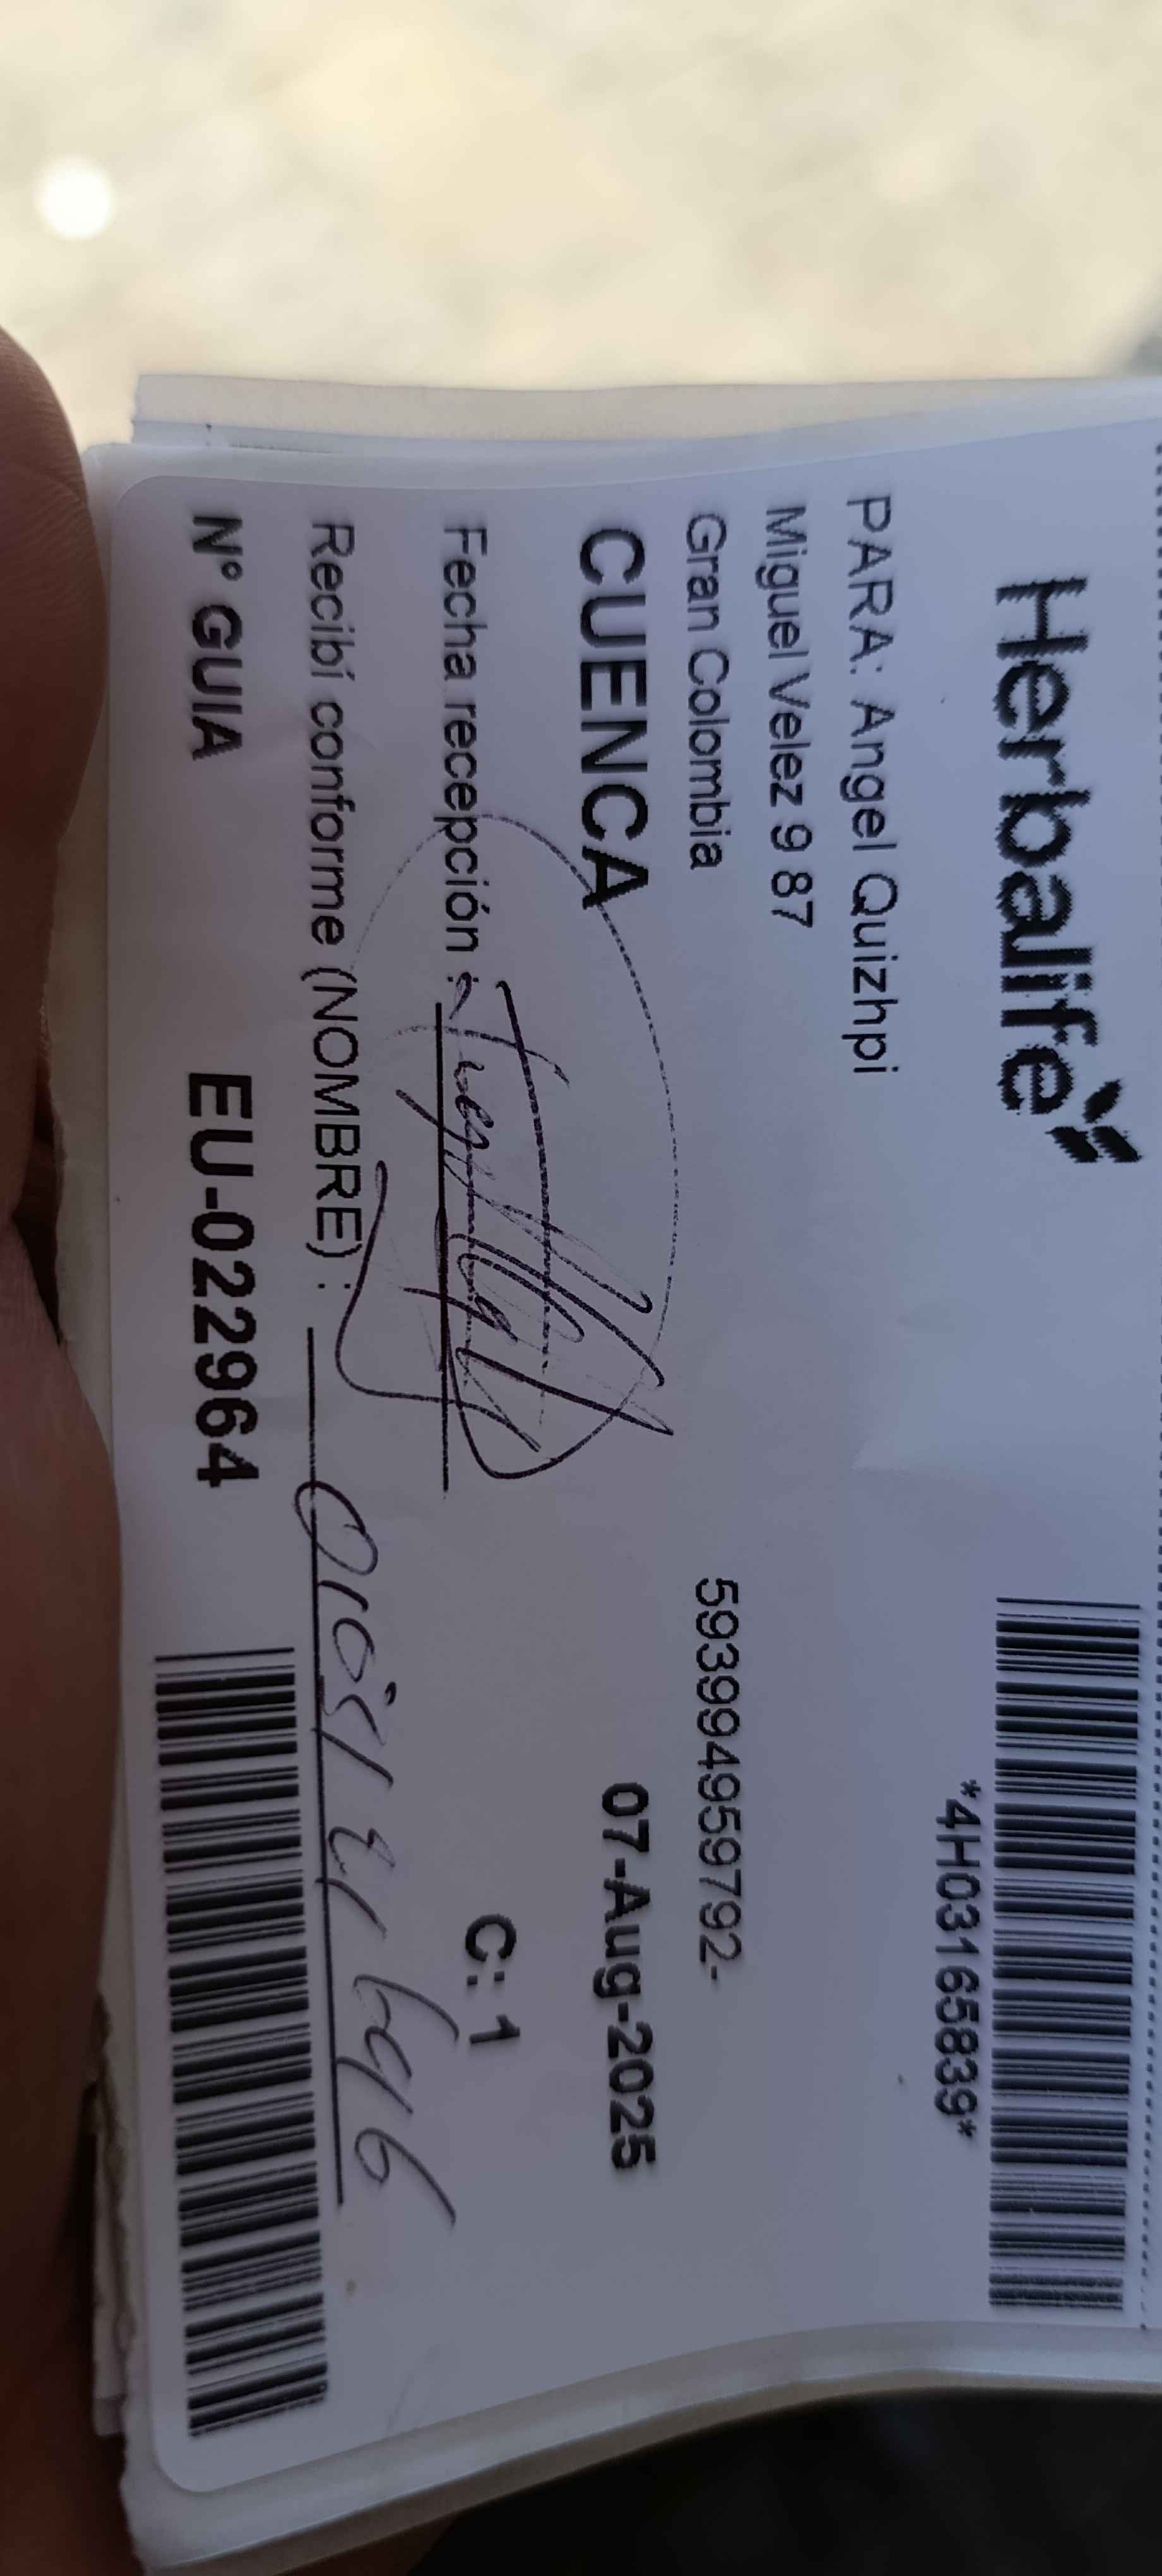 Herbalife
*4H03165839*
PARA: Angel Quizhpi
Miguel Velez 9 87
Gran Colombia
593994959792-
CUENCA
07-Aug-2025
Fecha recepción :
C: 1
Recibí conforme (NOMBRE) :
N° GUIA EU-022964